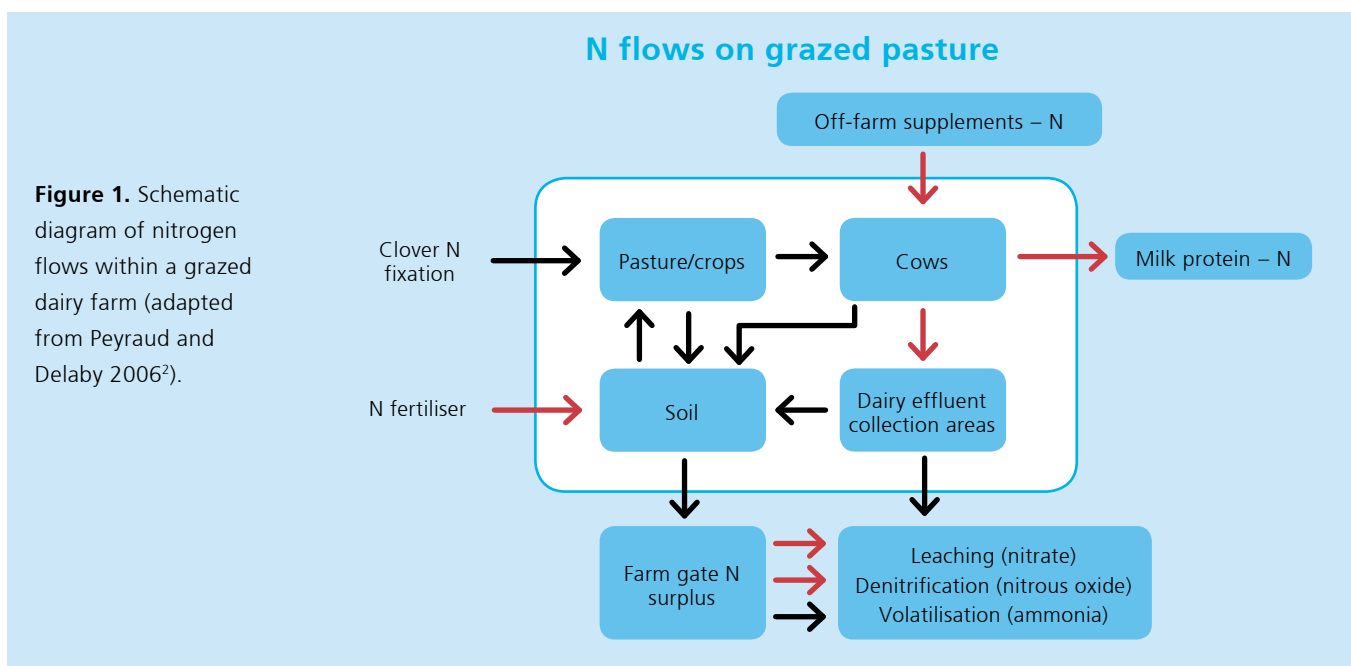 N flows on grazed pasture
Figure 1. Schematic
diagram of nitrogen
flows within a grazed
dairy farm (adapted
from Peyraud and
Delaby 2006²).
Off-farm supplements – N
Clover N
fixation
Pasture/crops
Cows
Milk protein – N
N fertiliser
Soil
Dairy effluent
collection areas
Farm gate N
surplus
Leaching (nitrate)
Denitrification (nitrous oxide)
Volatilisation (ammonia)